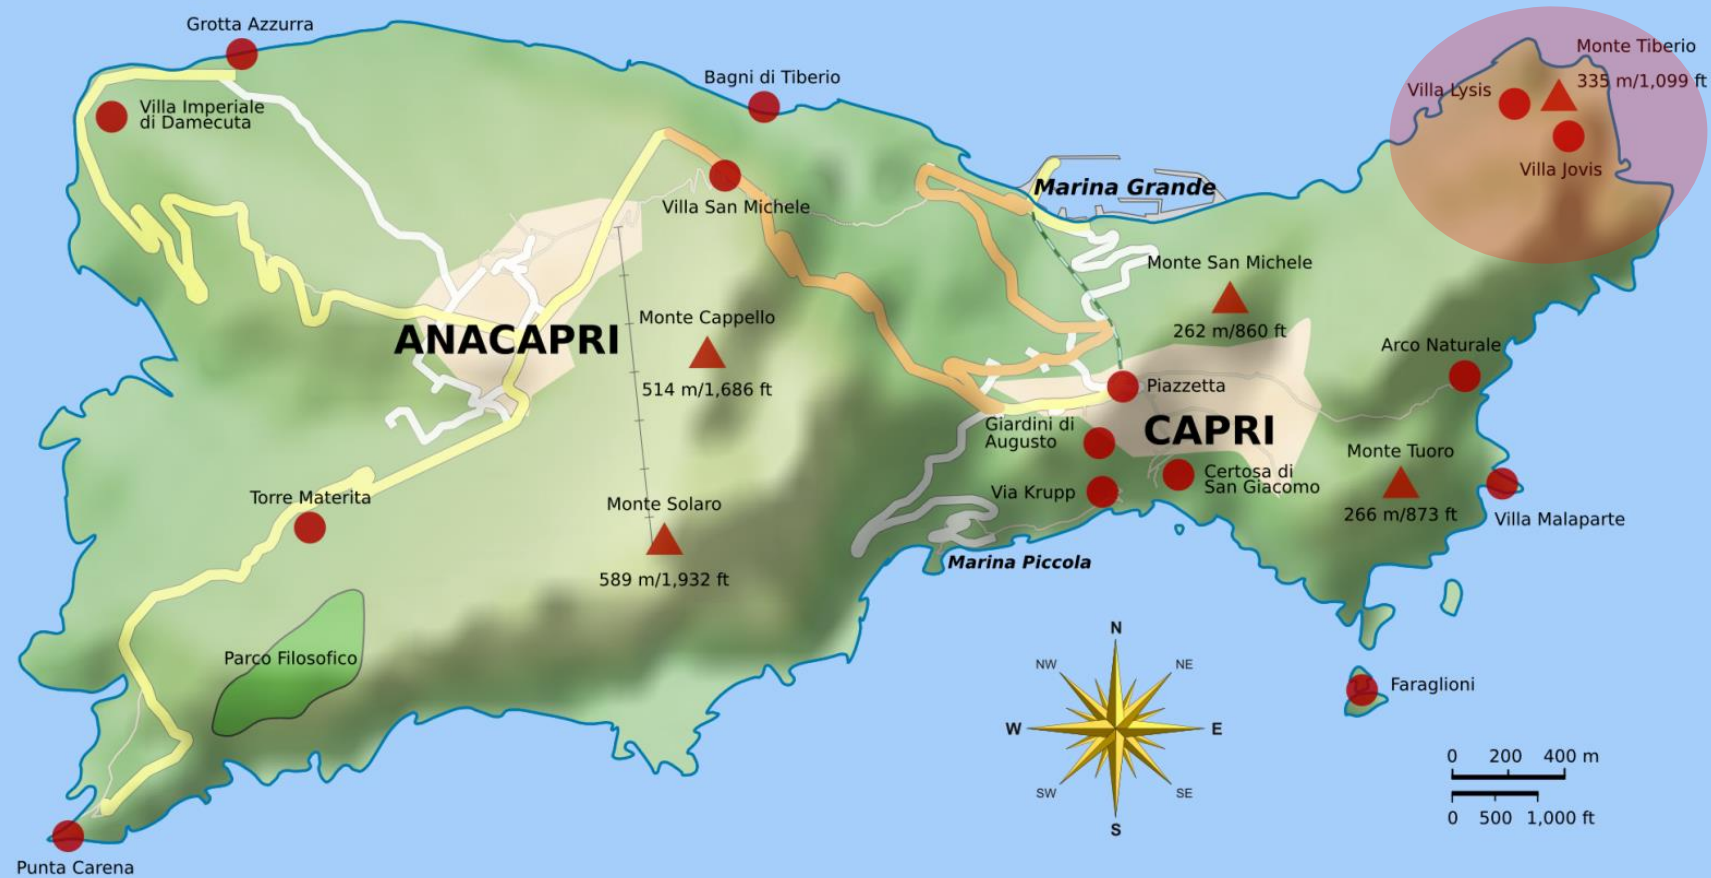 Grotta Azzurra
Monte Tiberio
335 m/1,099 ft
Bagni di Tiberio
Villa Lysis
Villa Imperiale
di Damecuta
Villa Jovis
Marina Grande
Villa San Michele
Monte San Michele
262 m/860 ft
Monte Cappello
514 m/1,686 ft
ANACAPRI
Arco Naturale
Piazzetta
Giardini di
Augusto
CAPRI
Monte Tuoro
266 m/873 ft
Certosa di
San Giacomo
Via Krupp
Villa Malaparte
Torre Materita
Monte Solaro
589 m/1,932 ft
Marina Piccola
Parco Filosofico
Faraglioni
N
NW
NE
W
E
SW
SE
S
0 200 400 m
0 500 1,000 ft
Punta Carena